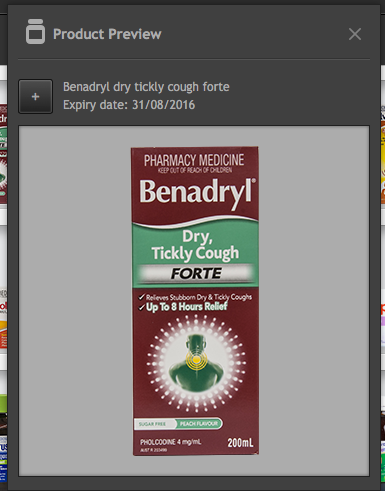 Product Preview
+
Benadryl dry tickly cough forte
Expiry date: 31/08/2016
PHARMACY MEDICINE
KEEP OUT OF REACH OF CHILDREN
Benadryl®
Dry,
Tickly Cough
FORTE
✓ Relieves Stubborn Dry & Tickly Coughs
✓ Up To 8 Hours Relief
SUGAR FREE PEACH FLAVOUR
PHOLCODINE 4 mg/mL
200mL